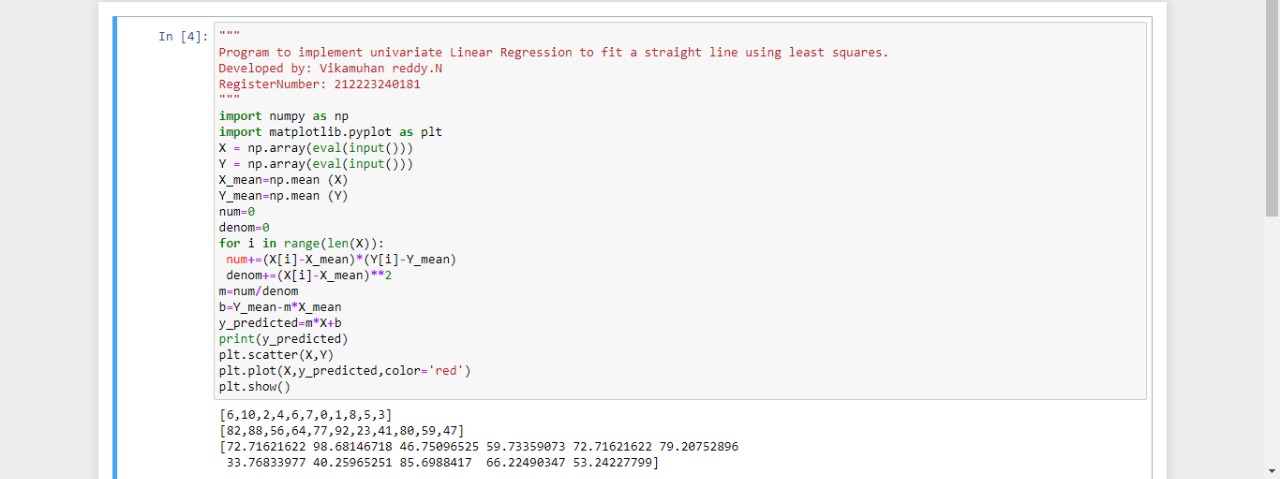 In [4]:
"""
Program to implement univariate Linear Regression to fit a straight line using least squares.
Developed by: Vikamuhan reddy.N
RegisterNumber: 212223240181
"""
import numpy as np
import matplotlib.pyplot as plt
X = np.array(eval(input()))
Y = np.array(eval(input()))
X_mean=np.mean (X)
Y_mean=np.mean (Y)
num=0
denom=0
for i in range(len(X)):
 num+=(X[i]-X_mean)*(Y[i]-Y_mean)
 denom+=(X[i]-X_mean)**2
m=num/denom
b=Y_mean-m*X_mean
y_predicted=m*X+b
print(y_predicted)
plt.scatter(X,Y)
plt.plot(X,y_predicted,color='red')
plt.show()
[6,10,2,4,6,7,0,1,8,5,3]
[82,88,56,64,77,92,23,41,80,59,47]
[72.71621622 98.68146718 46.75096525 59.73359073 72.71621622 79.20752896
 33.76833977 40.25965251 85.6988417  66.22490347 53.24227799]